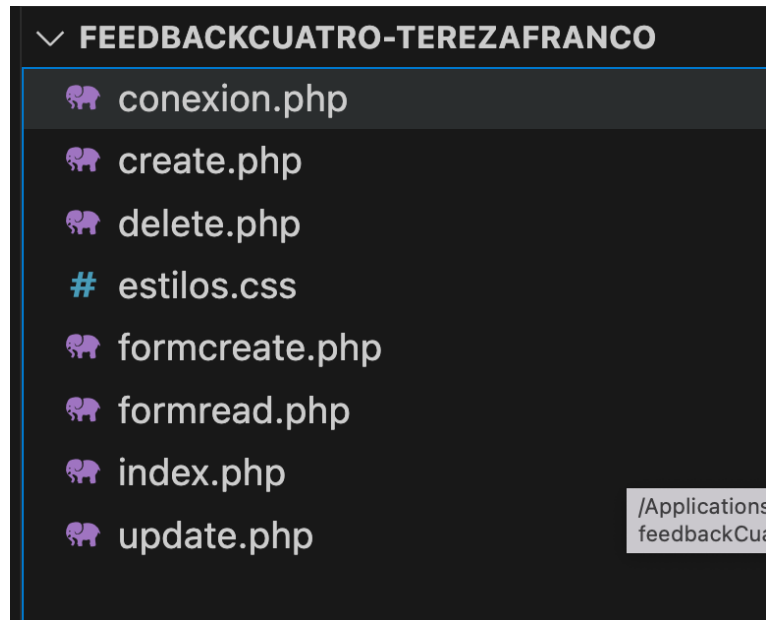 FEEDBACKCUATRO-TEREZAFRANCO
conexion.php
create.php
delete.php
# estilos.css
formcreate.php
formread.php
index.php
update.php
/Applications
feedbackCua